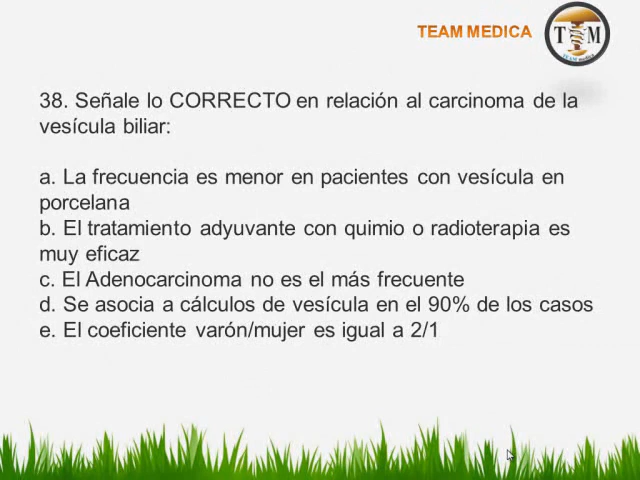 TEAM MEDICA
T M
TEAM medica
38. Señale lo CORRECTO en relación al carcinoma de la
vesícula biliar:
a. La frecuencia es menor en pacientes con vesícula en
porcelana
b. El tratamiento adyuvante con quimio o radioterapia es
muy eficaz
c. El Adenocarcinoma no es el más frecuente
d. Se asocia a cálculos de vesícula en el 90% de los casos
e. El coeficiente varón/mujer es igual a 2/1